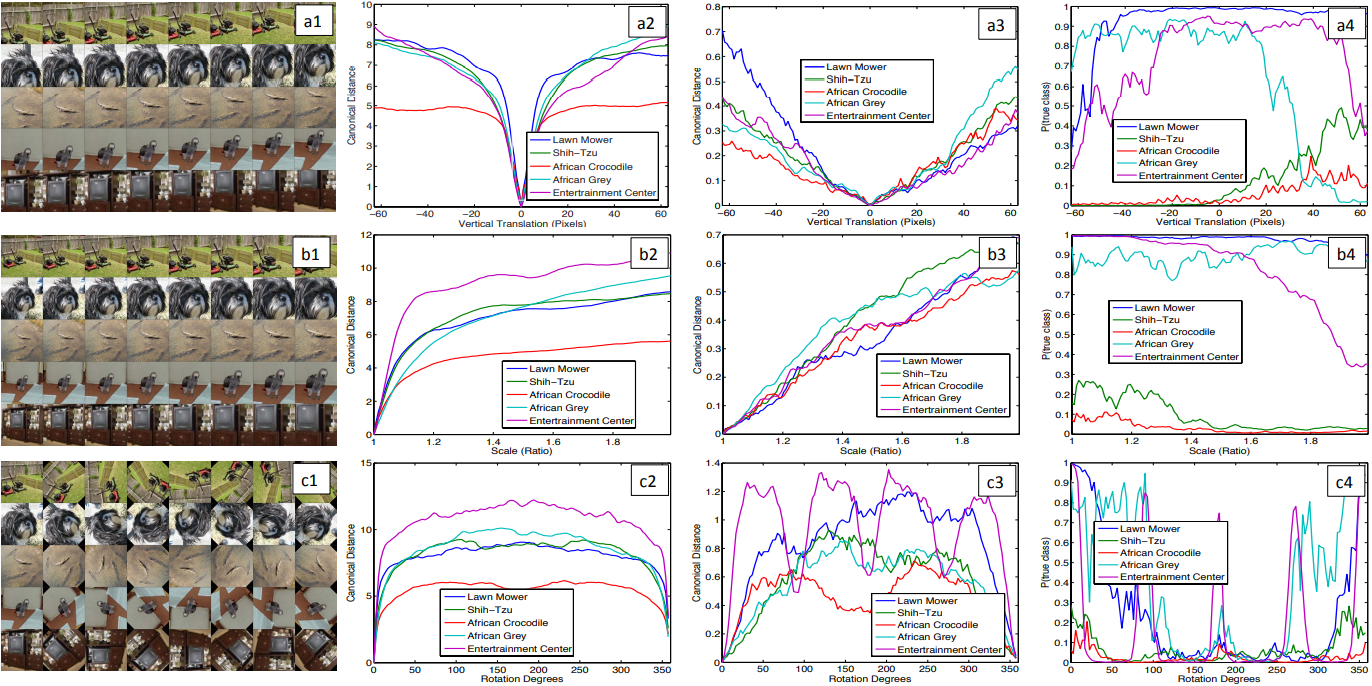 a1
a2
Canonical Distance
10
9
8
7
6
5
4
3
2
1
0
Lawn Mower
Shih−Tzu
African Crocodile
African Grey
Entertrainment Center
−60 −40 −20 0 20 40 60
Vertical Translation (Pixels)
a3
Canonical Distance
0.8
0.7
0.6
0.5
0.4
0.3
0.2
0.1
0
Lawn Mower
Shih−Tzu
African Crocodile
African Grey
Entertrainment Center
−60 −40 −20 0 20 40 60
Vertical Translation (Pixels)
a4
P(true class)
1
0.9
0.8
0.7
0.6
0.5
0.4
0.3
0.2
0.1
0
Lawn Mower
Shih−Tzu
African Crocodile
African Grey
Entertrainment Center
−60 −40 −20 0 20 40 60
Vertical Translation (Pixels)
b1
b2
Canonical Distance
12
10
8
6
4
2
0
Lawn Mower
Shih−Tzu
African Crocodile
African Grey
Entertrainment Center
1.2 1.4 1.6 1.8
Scale (Ratio)
b3
Canonical Distance
0.7
0.6
0.5
0.4
0.3
0.2
0.1
0
Lawn Mower
Shih−Tzu
African Crocodile
African Grey
Entertrainment Center
1 1.2 1.4 1.6 1.8
Scale (Ratio)
b4
P(true class)
1
0.9
0.8
0.7
0.6
0.5
0.4
0.3
0.2
0.1
0
Lawn Mower
Shih−Tzu
African Crocodile
African Grey
Entertrainment Center
1 1.2 1.4 1.6 1.8
Scale (Ratio)
c1
c2
Canonical Distance
15
10
5
0
Lawn Mower
Shih−Tzu
African Crocodile
African Grey
Entertrainment Center
0 50 100 150 200 250 300 350
Rotation Degrees
c3
Canonical Distance
1.4
1.2
1
0.8
0.6
0.4
0.2
0
Lawn Mower
Shih−Tzu
African Crocodile
African Grey
Entertrainment Center
0 50 100 150 200 250 300 350
Rotation Degrees
c4
P(true class)
1
0.9
0.8
0.7
0.6
0.5
0.4
0.3
0.2
0.1
0
Lawn Mower
Shih−Tzu
African Crocodile
African Grey
Entertrainment Center
0 50 100 150 200 250 300 350
Rotation Degrees